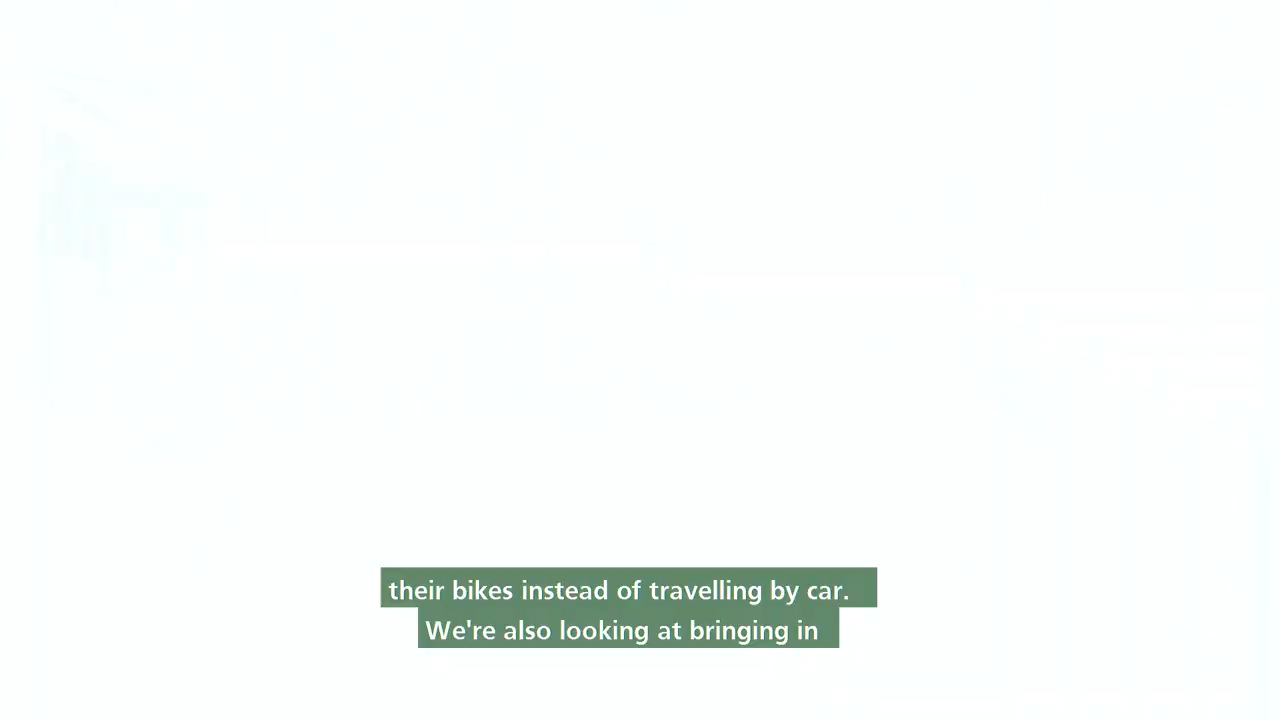 their bikes instead of travelling by car.
We're also looking at bringing in